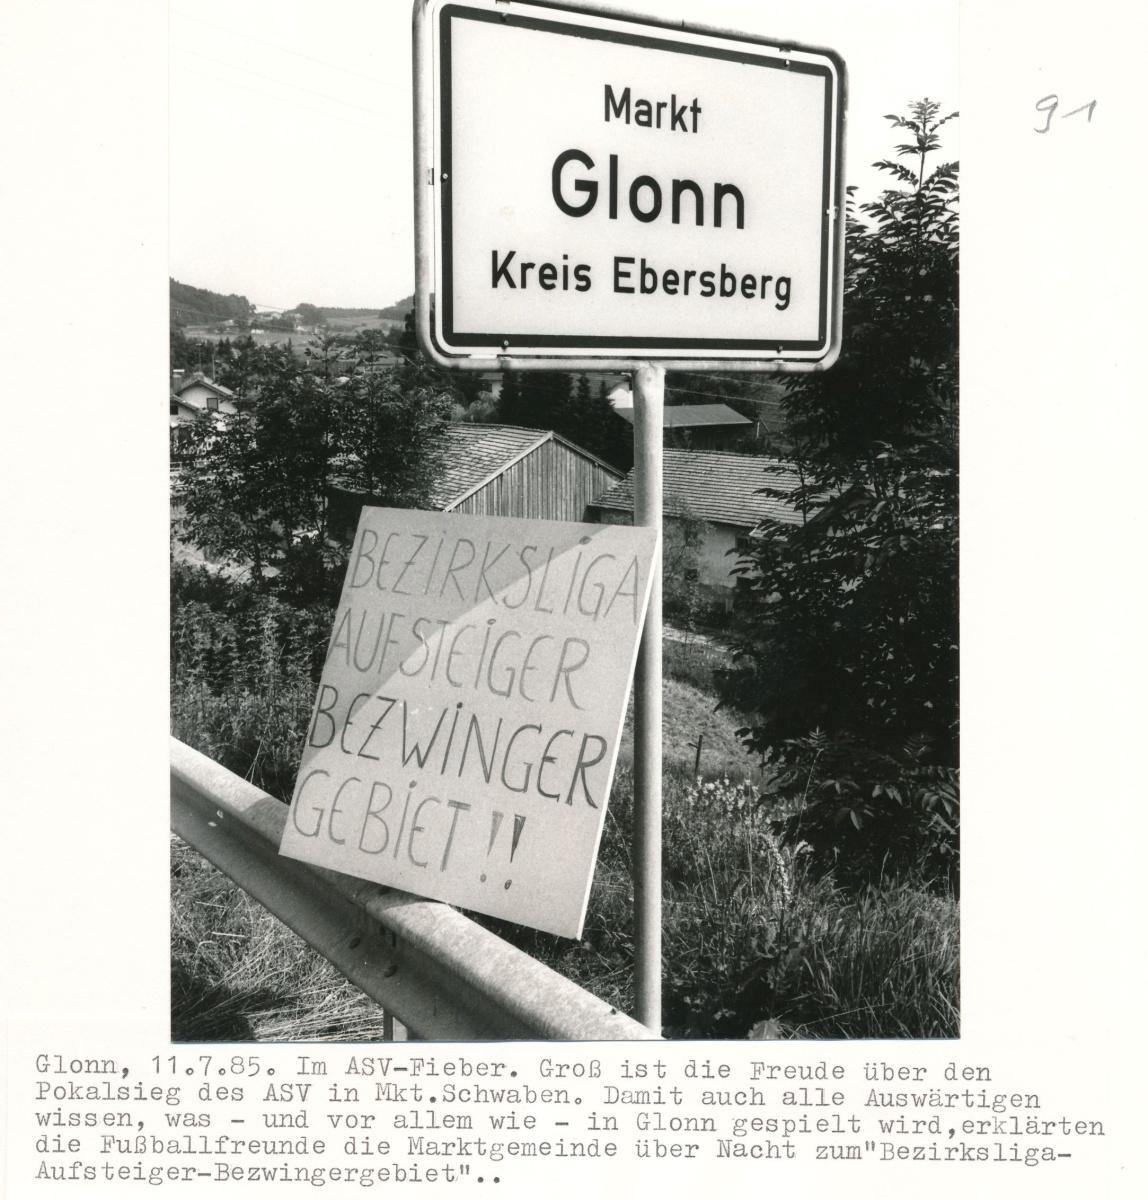 Markt
Glonn
Kreis Ebersberg
91
BEZIRKSLIGA
AUFSTEIGER
BEZWINGER
GEBIET !!
Glonn, 11.7.85. Im ASV-Fieber. Groß ist die Freude über den
Pokalsieg des ASV in Mkt.Schwaben. Damit auch alle Auswärtigen
wissen, was - und vor allem wie - in Glonn gespielt wird,erklärten
die Fußballfreunde die Marktgemeinde über Nacht zum"Bezirksliga-
Aufsteiger-Bezwingergebiet"..